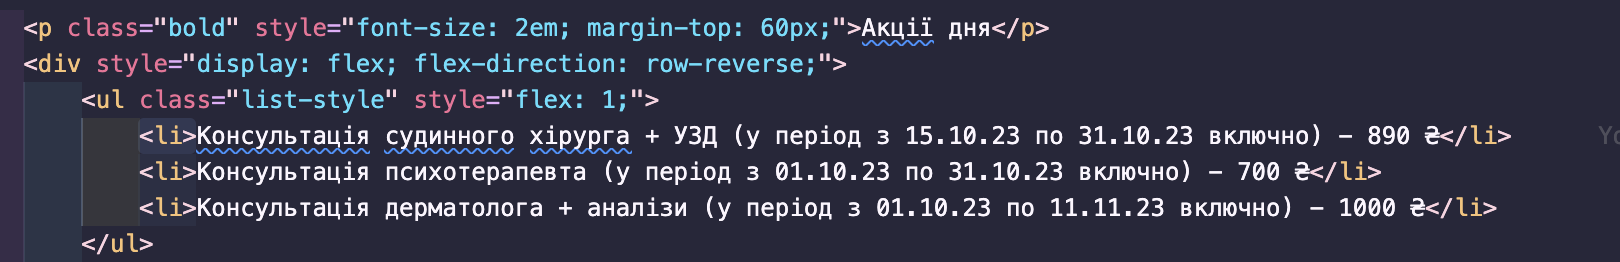 <p class="bold" style="font-size: 2em; margin-top: 60px;">Акції дня</p>
<div style="display: flex; flex-direction: row-reverse;">
<ul class="list-style" style="flex: 1;">
<li>Консультація судинного хірурга + УЗД (у період з 15.10.23 по 31.10.23 включно) – 890 ₴</li>
<li>Консультація психотерапевта (у період з 01.10.23 по 31.10.23 включно) – 700 ₴</li>
<li>Консультація дерматолога + аналізи (у період з 01.10.23 по 11.11.23 включно) – 1000 ₴</li>
</ul>